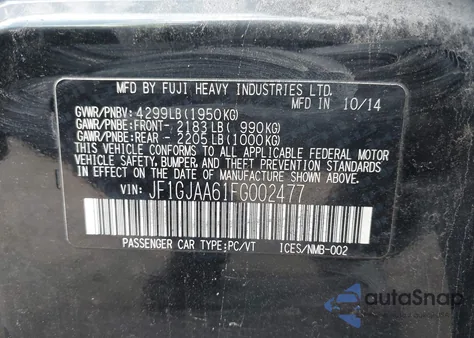 MFD BY FUJI HEAVY INDUSTRIES LTD.
IN 10/14
GVWR/PNBV: 4299LB(1950KG)
GAWR/PNBE:FRONT- 2183LB( 990KG)
GAWR/PNBE:REAR - 2205LB(1000KG)
THIS VEHICLE CONFORMS TO ALL APPLICABLE FEDERAL MOTOR VEHICLE
SAFETY, BUMPER, AND THEFT PREVENTION STANDARDS IN
EFFECT ON THE DATE OF MANUFACTURE SHOWN ABOVE.
VIN: JF1GJAA61FG002477
PASSENGER CAR TYPE:PC/VT ICES/NMB-002
autoSnap